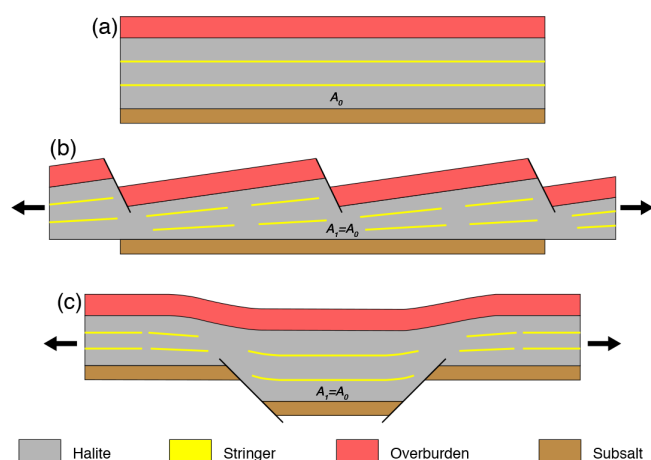 (a)
A₀
(b)
A₁=A₀
(c)
A₁=A₀
Halite Stringer Overburden Subsalt